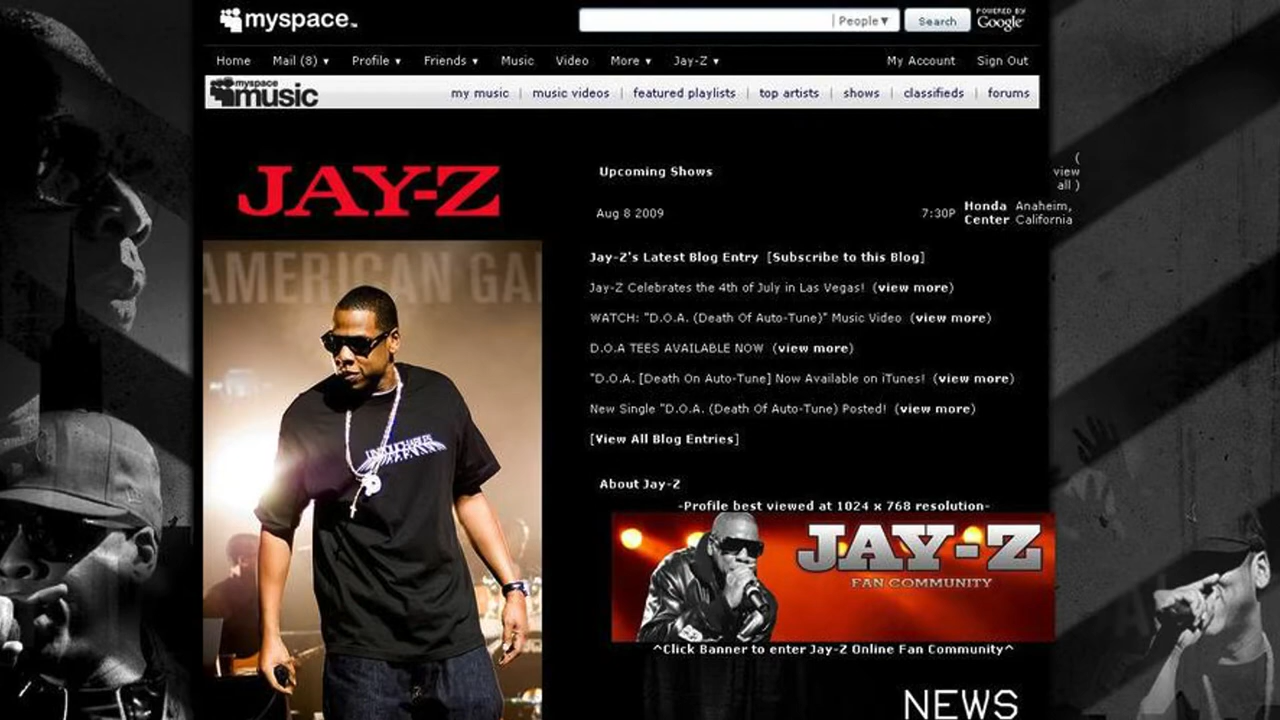 myspace™
People▼
Search
POWERED BY
Google™
Home
Mail (8) ▼
Profile ▼
Friends ▼
Music
Video
More ▼
Jay-Z ▼
My Account
Sign Out
myspace
music
my music | music videos | featured playlists | top artists | shows | classifieds | forums
JAY-Z
AMERICAN GA
UNTOUCHABLES
Upcoming Shows
(
view
all )
Aug 8 2009
7:30P
Honda
Center
Anaheim,
California
Jay-Z's Latest Blog Entry [Subscribe to this Blog]
Jay-Z Celebrates the 4th of July in Las Vegas! (view more)
WATCH: "D.O.A. (Death Of Auto-Tune)" Music Video (view more)
D.O.A TEES AVAILABLE NOW (view more)
"D.O.A. [Death On Auto-Tune] Now Available on iTunes! (view more)
New Single "D.O.A. (Death Of Auto-Tune) Posted! (view more)
[View All Blog Entries]
About Jay-Z
-Profile best viewed at 1024 x 768 resolution-
JAY-Z
FAN COMMUNITY
^Click Banner to enter Jay-Z Online Fan Community^
NEWS